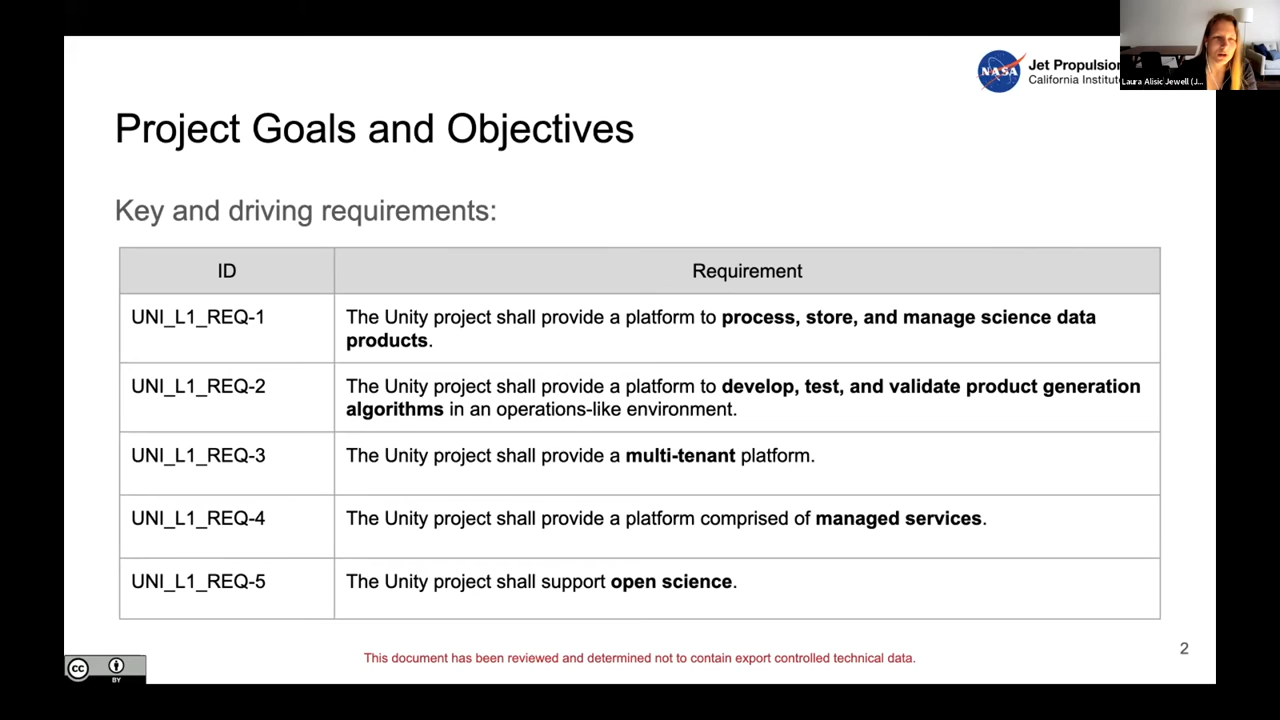 NASA
Jet Propulsion
California Institute
Laura Alisic Jewell (J...
Project Goals and Objectives
Key and driving requirements:
ID
Requirement
UNI_L1_REQ-1
The Unity project shall provide a platform to process, store, and manage science data
products.
UNI_L1_REQ-2
The Unity project shall provide a platform to develop, test, and validate product generation
algorithms in an operations-like environment.
UNI_L1_REQ-3
The Unity project shall provide a multi-tenant platform.
UNI_L1_REQ-4
The Unity project shall provide a platform comprised of managed services.
UNI_L1_REQ-5
The Unity project shall support open science.
2
This document has been reviewed and determined not to contain export controlled technical data.
cc
BY